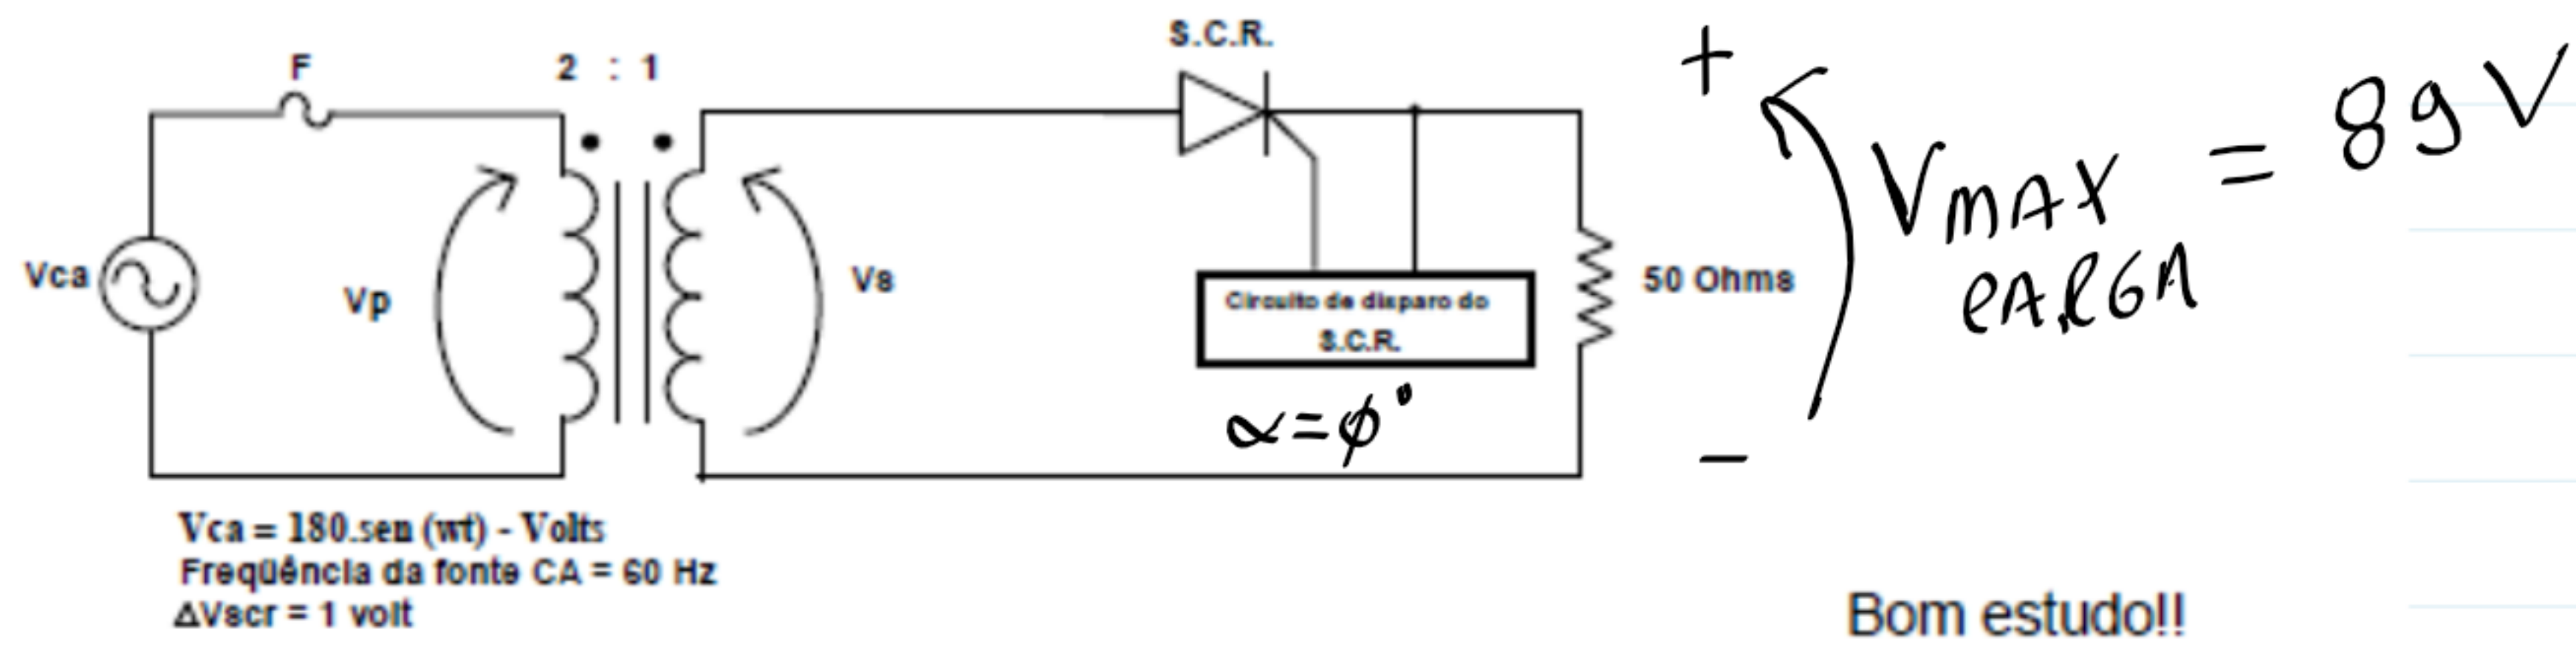 S.C.R.
F
2 : 1
Vca
Vp
Vs
Circuito de disparo do
S.C.R.
50 Ohms
+
VMAX = 89V
CARGA
α=ϕ°
−
Vca = 180.sen (wt) - Volts
Freqüência da fonte CA = 60 Hz
ΔVscr = 1 volt
Bom estudo!!